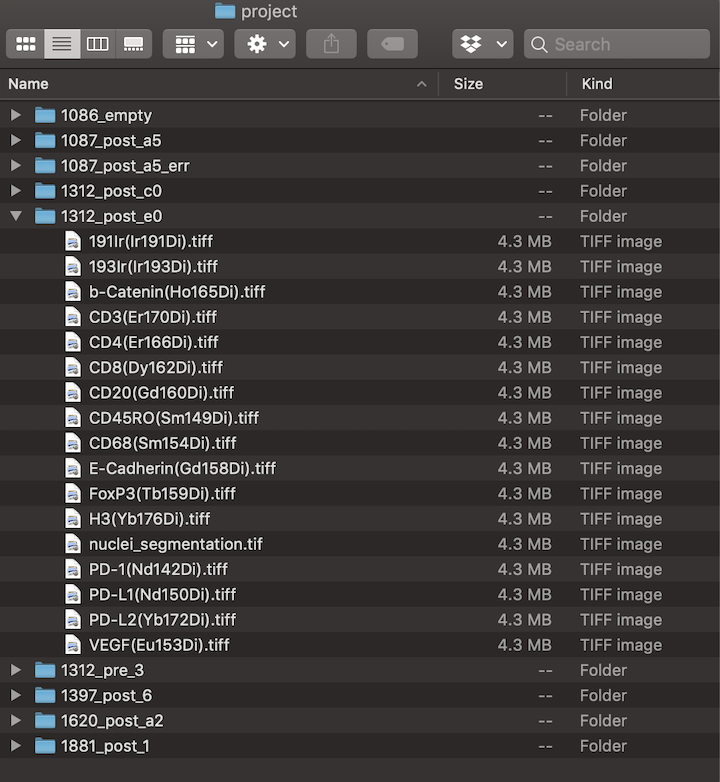 project
Search
Name Size Kind
1086_empty -- Folder
1087_post_a5 -- Folder
1087_post_a5_err -- Folder
1312_post_c0 -- Folder
1312_post_e0 -- Folder
191Ir(Ir191Di).tiff 4.3 MB TIFF image
193Ir(Ir193Di).tiff 4.3 MB TIFF image
b-Catenin(Ho165Di).tiff 4.3 MB TIFF image
CD3(Er170Di).tiff 4.3 MB TIFF image
CD4(Er166Di).tiff 4.3 MB TIFF image
CD8(Dy162Di).tiff 4.3 MB TIFF image
CD20(Gd160Di).tiff 4.3 MB TIFF image
CD45RO(Sm149Di).tiff 4.3 MB TIFF image
CD68(Sm154Di).tiff 4.3 MB TIFF image
E-Cadherin(Gd158Di).tiff 4.3 MB TIFF image
FoxP3(Tb159Di).tiff 4.3 MB TIFF image
H3(Yb176Di).tiff 4.3 MB TIFF image
nuclei_segmentation.tif 4.3 MB TIFF image
PD-1(Nd142Di).tiff 4.3 MB TIFF image
PD-L1(Nd150Di).tiff 4.3 MB TIFF image
PD-L2(Yb172Di).tiff 4.3 MB TIFF image
VEGF(Eu153Di).tiff 4.3 MB TIFF image
1312_pre_3 -- Folder
1397_post_6 -- Folder
1620_post_a2 -- Folder
1881_post_1 -- Folder